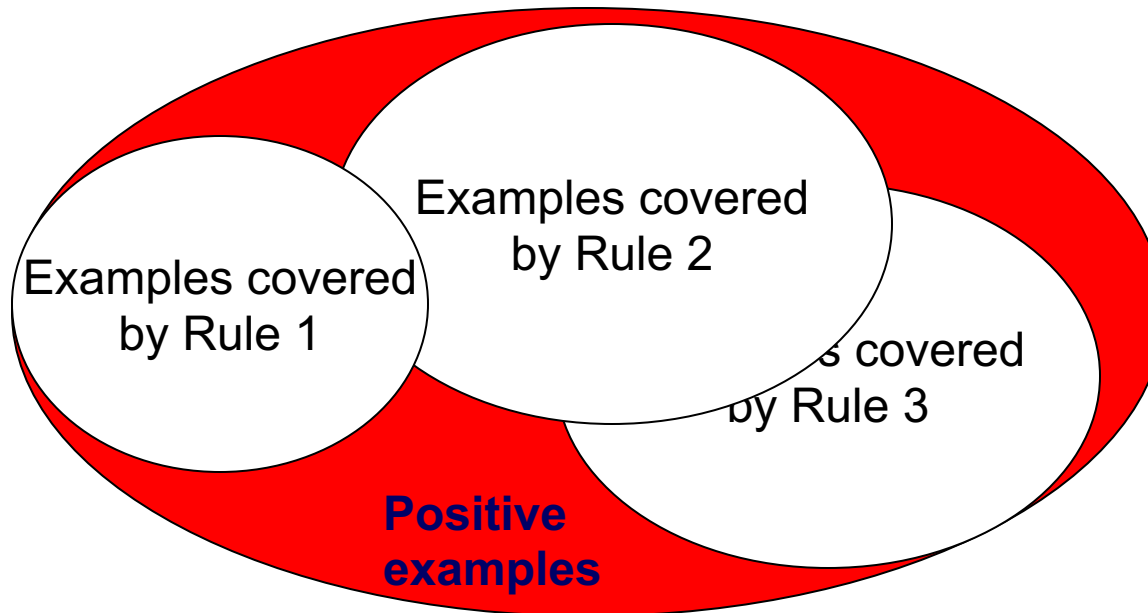 Examples covered
by Rule 2
Examples covered
by Rule 1
covered
by Rule 3
Positive
examples